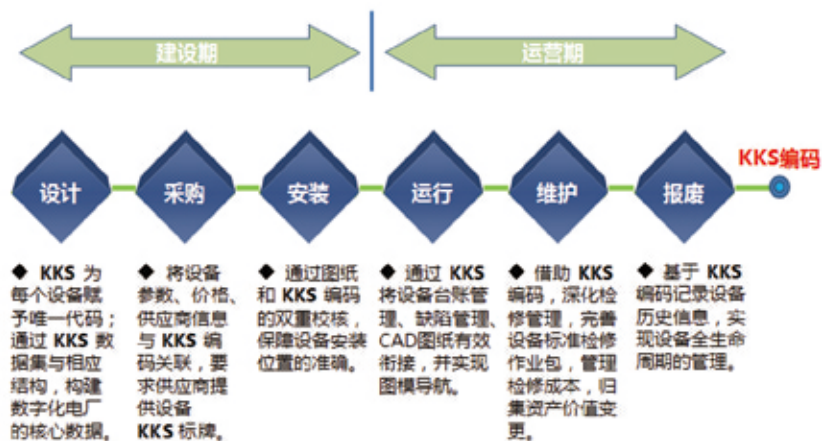 建设期
运营期
设计
采购
安装
运行
维护
报废
KKS编码
◆ KKS 为
每个设备赋
予唯一代码；
通过 KKS 数
据集与相应
结构，构建
数字化电厂
的核心数据。
◆ 将设备
参数、价格、
供应商信息
与 KKS 编
码关联，要
求供应商提
供设备
KKS 标牌。
◆ 通过图纸
和 KKS 编码
的双重校核，
保障设备安装
位置的准确。
◆ 通过 KKS
将设备台账管
理、缺陷管理、
CAD图纸有效
衔接，并实现
图模导航。
◆ 借助 KKS
编码，深化检
修管理，完善
设备标准检修
作业包，管理
检修成本，归
集资产价值变
更。
◆ 基于 KKS
编码记录设备
历史信息，实
现设备全生命
周期的管理。